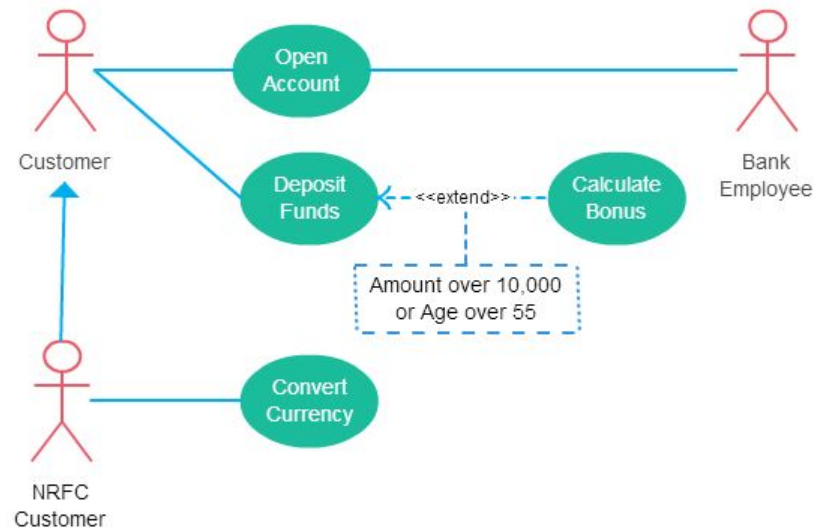 Open
Account
Customer
Bank
Employee
Deposit
Funds
<<extend>>
Calculate
Bonus
Amount over 10,000
or Age over 55
Convert
Currency
NRFC
Customer